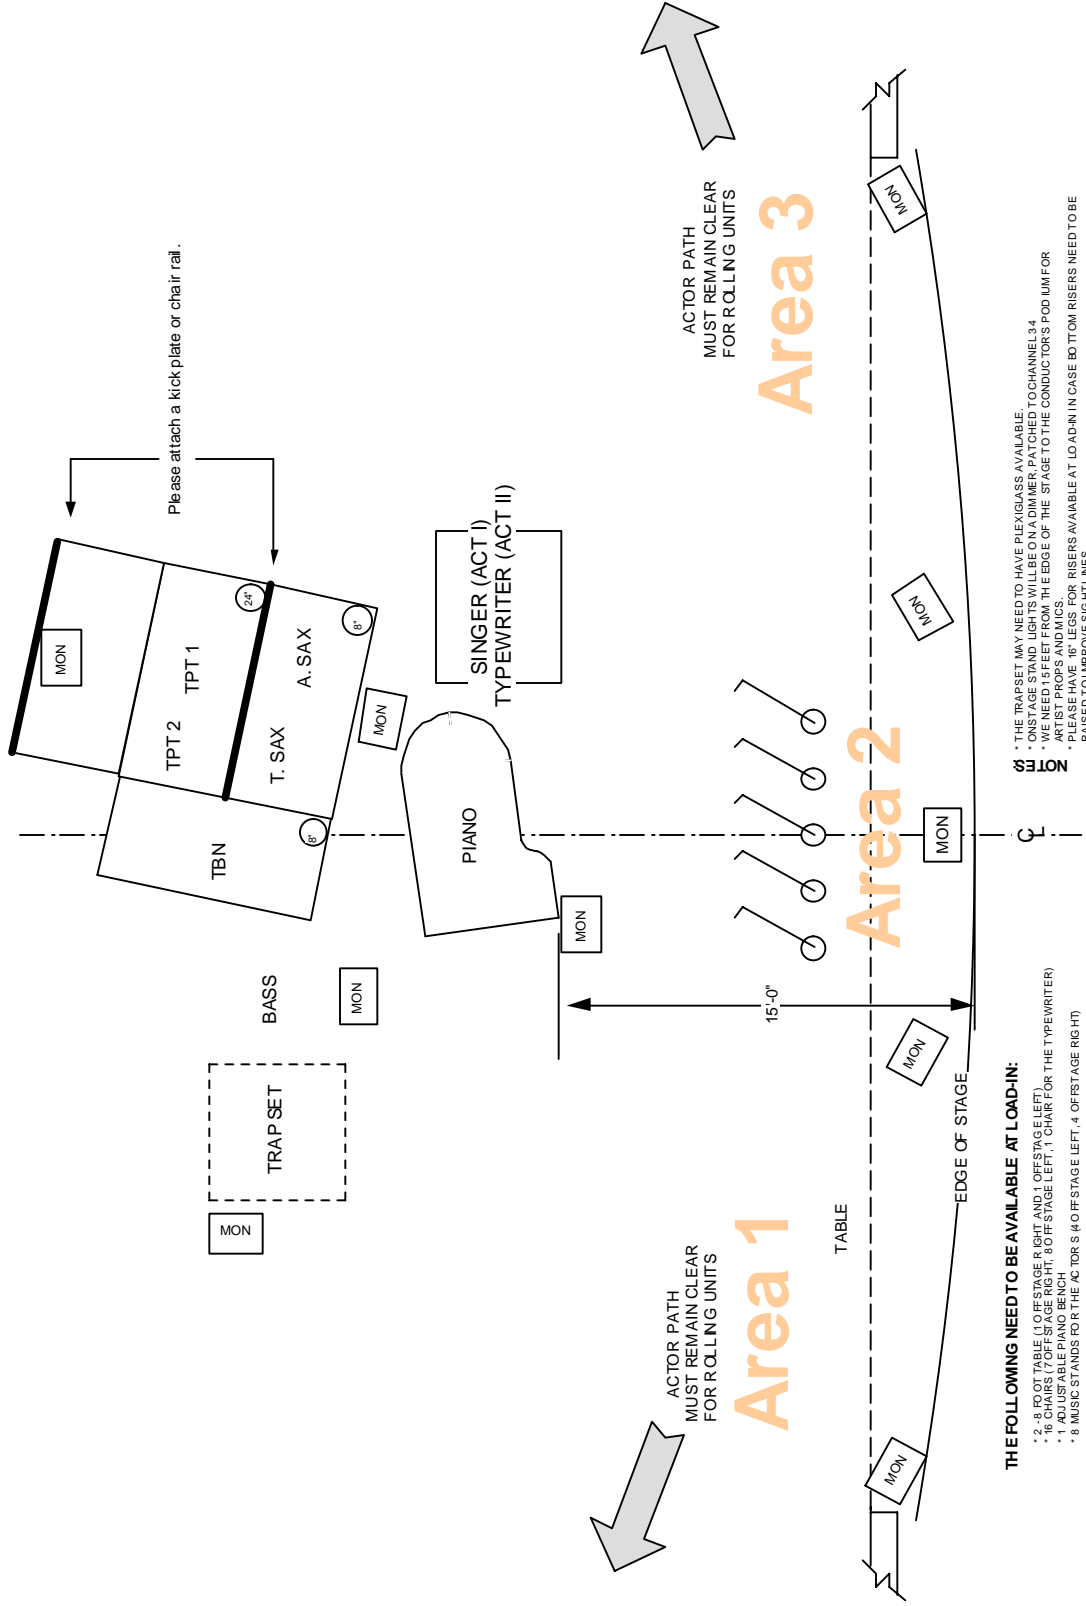 Please attach a kick plate or chair rail.
MON
TPT 2
TPT 1
24"
T. SAX
A. SAX
8"
TBN
8"
MON
BASS
MON
TRAP SET
MON
PIANO
MON
SINGER (ACT I)
TYPEWRITER (ACT II)
ACTOR PATH
MUST REMAIN CLEAR
FOR ROLLING UNITS
Area 1
ACTOR PATH
MUST REMAIN CLEAR
FOR ROLLING UNITS
Area 3
Area 2
15'-0"
TABLE
MON
MON
MON
MON
MON
EDGE OF STAGE
CL
THE FOLLOWING NEED TO BE AVAILABLE AT LOAD-IN:
* 2 - 8 FOOT TABLE (1 OFFSTAGE RIGHT AND 1 OFFSTAGE LEFT)
* 16 CHAIRS (7 OFFSTAGE RIGHT, 8 OFFSTAGE LEFT, 1 CHAIR FOR THE TYPEWRITER)
* 1 ADJUSTABLE PIANO BENCH
* 8 MUSIC STANDS FOR THE ACTORS (4 OFFSTAGE LEFT, 4 OFFSTAGE RIGHT)
NOTES:
* THE TRAPSET MAY NEED TO HAVE PLEXIGLASS AVAILABLE.
* ONSTAGE STAND LIGHTS WILL BE ON A DIMMER, PATCHED TO CHANNEL 34
* WE NEED 15 FEET FROM THE EDGE OF THE STAGE TO THE CONDUCTOR'S PODIUM FOR
ARTIST PROPS AND MICS.
* PLEASE HAVE 16" LEGS FOR RISERS AVAIABLE AT LOAD-IN IN CASE BOTTOM RISERS NEED TO BE
RAISED TO IMPROVE SIGHT LINES